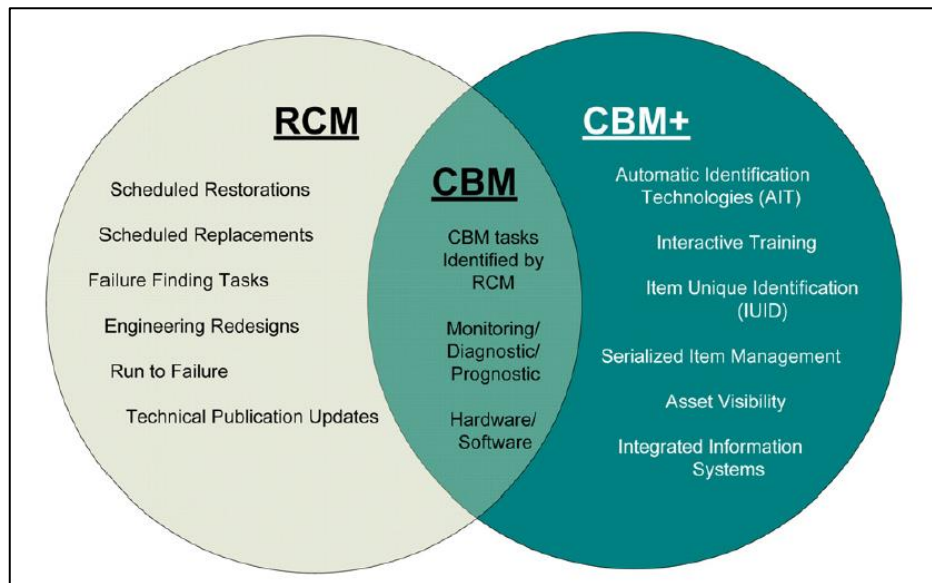 RCM
Scheduled Restorations
Scheduled Replacements
Failure Finding Tasks
Engineering Redesigns
Run to Failure
Technical Publication Updates
CBM
CBM tasks
Identified by
RCM
Monitoring/
Diagnostic/
Prognostic
Hardware/
Software
CBM+
Automatic Identification
Technologies (AIT)
Interactive Training
Item Unique Identification
(IUID)
Serialized Item Management
Asset Visibility
Integrated Information
Systems